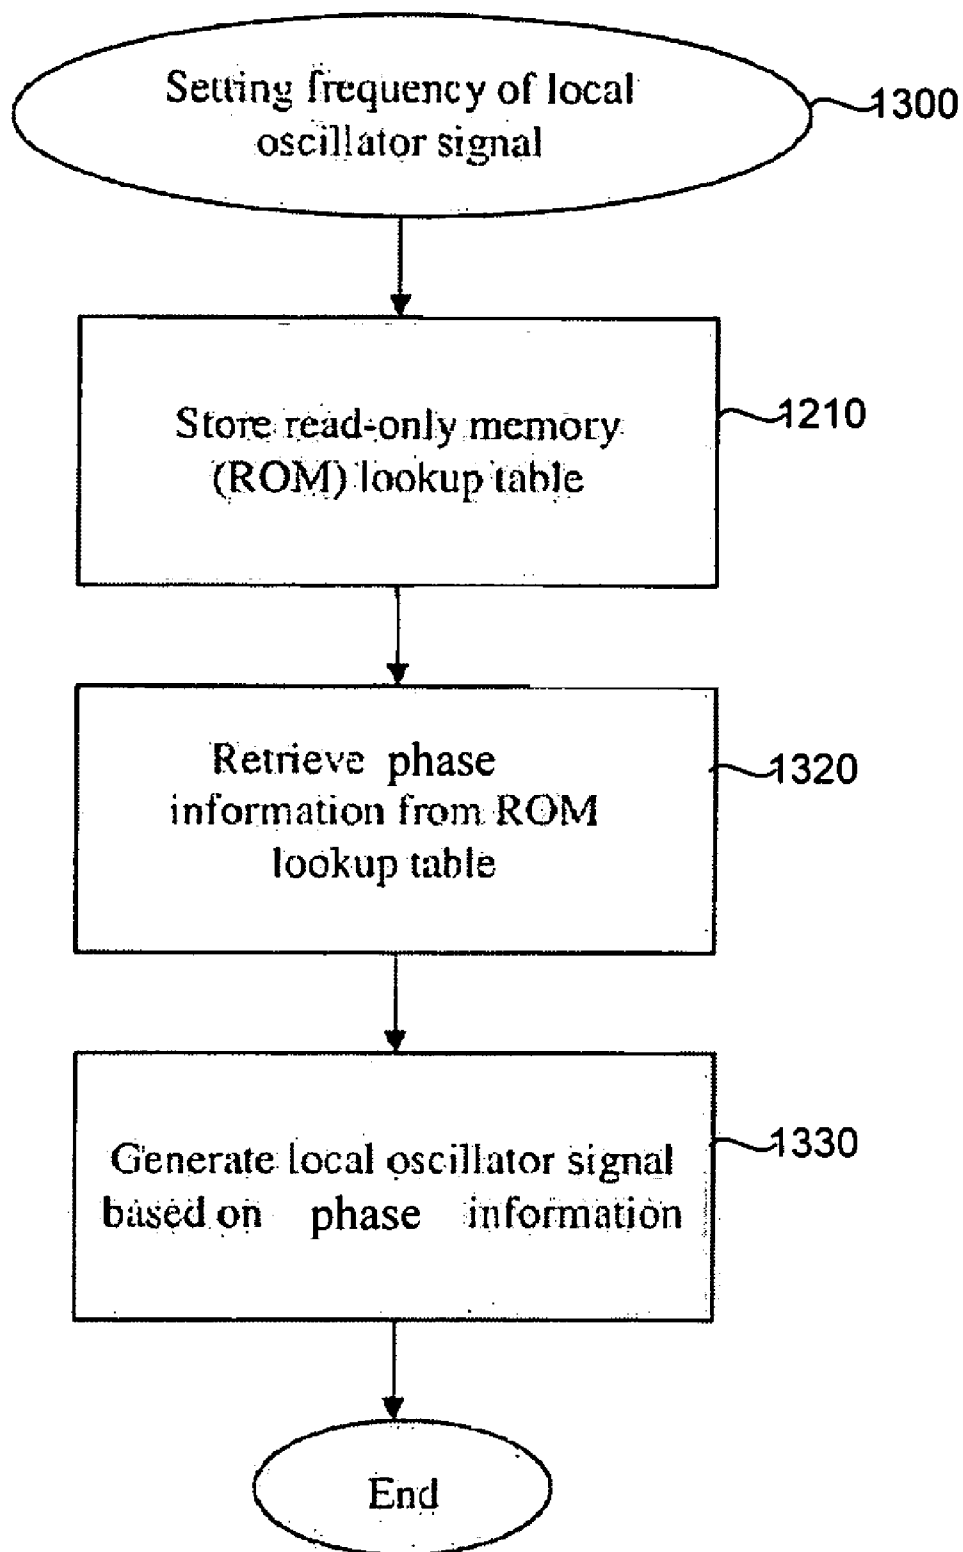 Setting frequency of local
oscillator signal
1300
Store read-only memory
(ROM) lookup table
1210
Retrieve phase
information from ROM
lookup table
1320
Generate local oscillator signal
based on phase information
1330
End